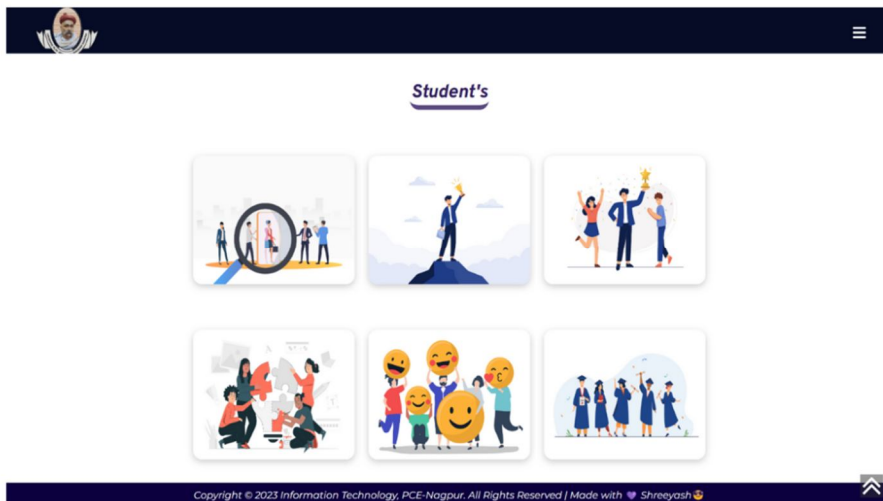 Student's
Copyright © 2023 Information Technology, PCE-Nagpur. All Rights Reserved | Made with 💜 Shreeyash😎